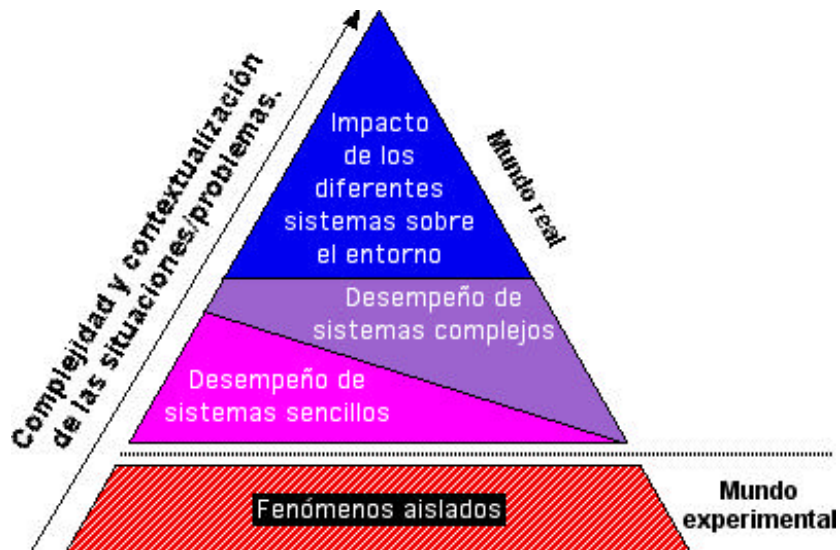 Complejidad y contextualización
de las situaciones/problemas.
Impacto
de los
diferentes
sistemas sobre
el entorno
Mundo real
Desempeño de
sistemas complejos
Desempeño de
sistemas sencillos
Fenómenos aislados
Mundo
experimental